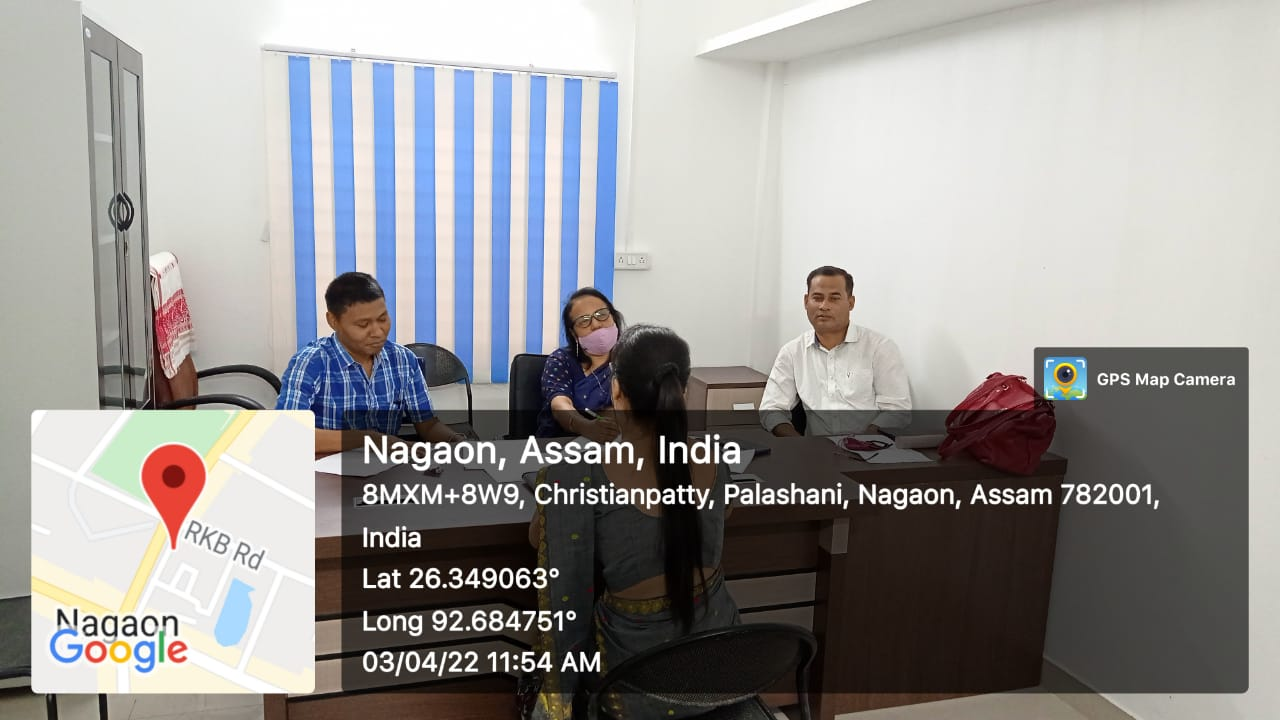 GPS Map Camera
Nagaon, Assam, India
8MXM+8W9, Christianpatty, Palashani, Nagaon, Assam 782001,
India
Lat 26.349063°
Long 92.684751°
03/04/22 11:54 AM
RKB Rd
Nagaon
Google